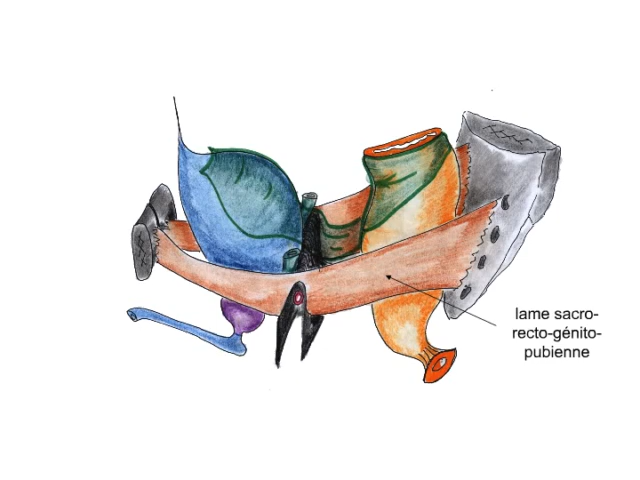 lame sacro-
recto-génito-
pubienne